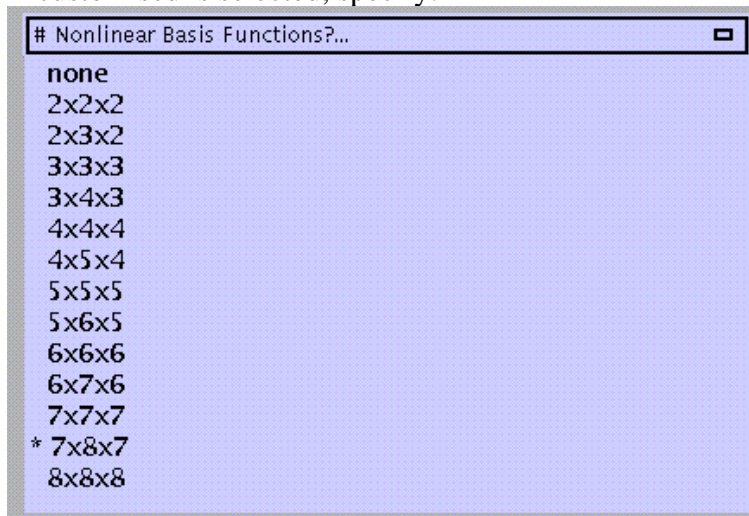 # Nonlinear Basis Functions?...
none
2x2x2
2x3x2
3x3x3
3x4x3
4x4x4
4x5x4
5x5x5
5x6x5
6x6x6
6x7x6
7x7x7
* 7x8x7
8x8x8